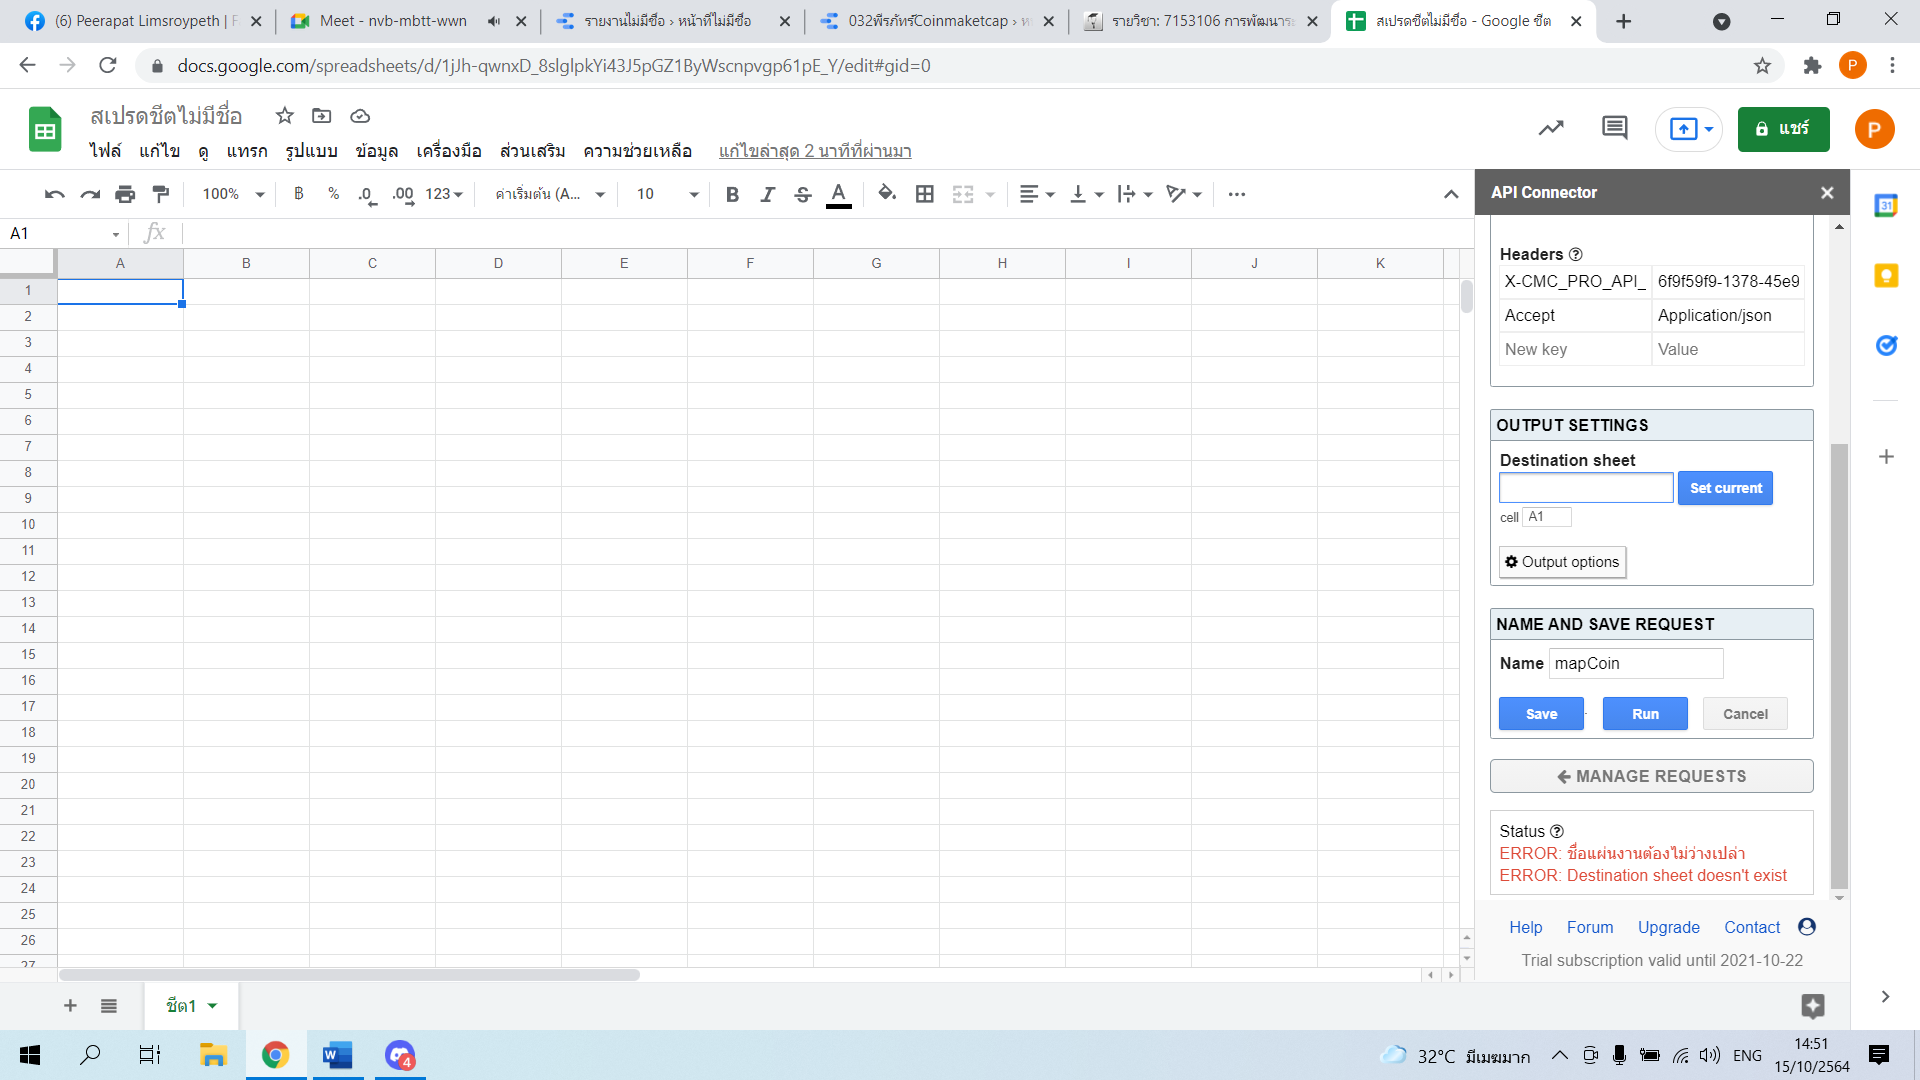 (6) Peerapat Limsroypeth | F
Meet - nvb-mbtt-wwn
รายงานไม่มีชื่อ › หน้าที่ไม่มีชื่อ
032พีรภัทร์Coinmaketcap › ห
รายวิชา: 7153106 การพัฒนาระ
สเปรดชีตไม่มีชื่อ - Google ชีต
docs.google.com/spreadsheets/d/1jJh-qwnxD_8slglpkYi43J5pGZ1ByWscnpvgp61pE_Y/edit#gid=0
P
สเปรดชีตไม่มีชื่อ
ไฟล์ แก้ไข ดู แทรก รูปแบบ ข้อมูล เครื่องมือ ส่วนเสริม ความช่วยเหลือ แก้ไขล่าสุด 2 นาทีที่ผ่านมา
แชร์
P
100% ฿ % .0 .00 123 ค่าเริ่มต้น (A... 10 B I S A
A1 fx
A B C D E F G H I J K
1
2
3
4
5
6
7
8
9
10
11
12
13
14
15
16
17
18
19
20
21
22
23
24
25
26
27
API Connector
Headers
X-CMC_PRO_API_ 6f9f59f9-1378-45e9
Accept Application/json
New key Value
OUTPUT SETTINGS
Destination sheet
Set current
cell A1
Output options
NAME AND SAVE REQUEST
Name mapCoin
Save Run Cancel
MANAGE REQUESTS
Status
ERROR: ชื่อแผ่นงานต้องไม่ว่างเปล่า
ERROR: Destination sheet doesn't exist
Help Forum Upgrade Contact
Trial subscription valid until 2021-10-22
31
ชีต1
W
4
32°C มีเมฆมาก
ENG
14:51
15/10/2564